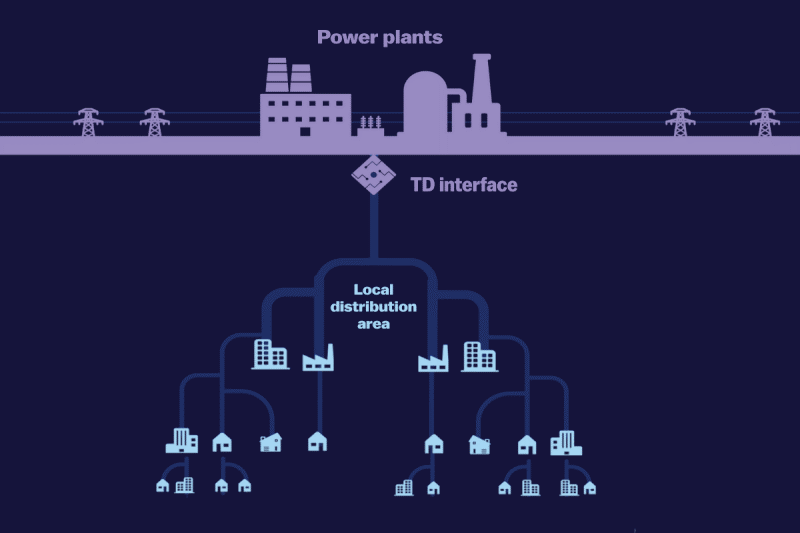 Power plants
TD interface
Local
distribution
area